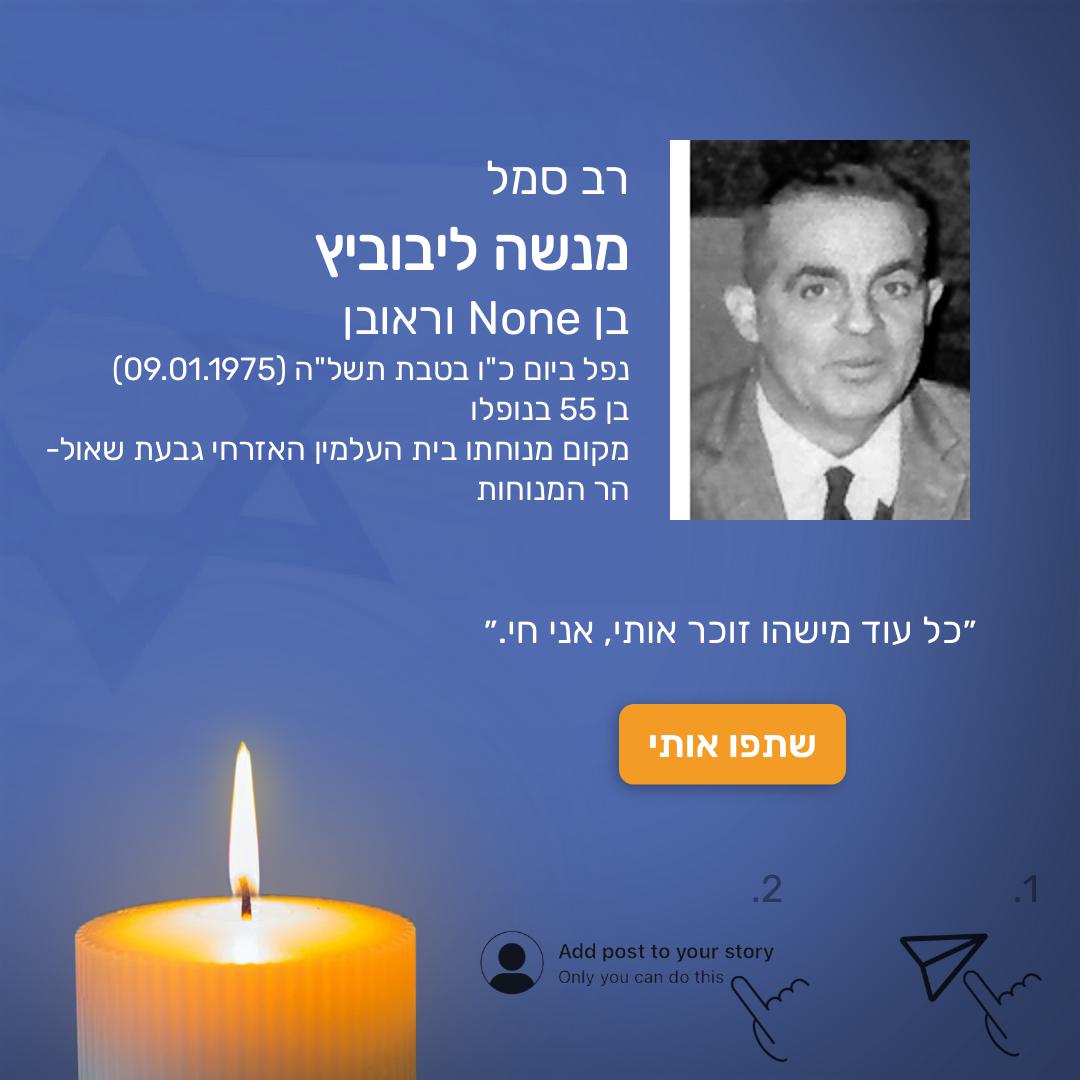 רב סמל
מנשה ליבוביץ
בן None וראובן
נפל ביום כ"ו בטבת תשל"ה (09.01.1975)
בן 55 בנופלו
מקום מנוחתו בית העלמין האזרחי גבעת שאול-
הר המנוחות
״כל עוד מישהו זוכר אותי, אני חי.״
שתפו אותי
.1
.2
Add post to your story
Only you can do this